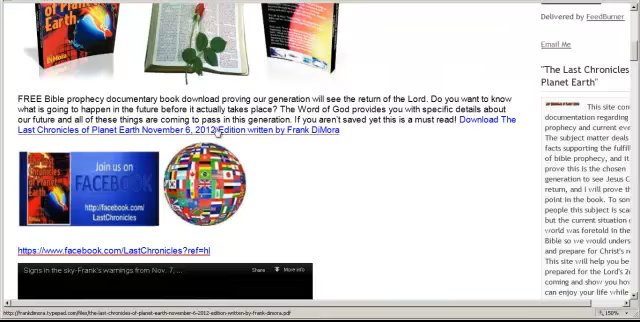 of Planet
Earth.
DiMora
Delivered by FeedBurner
Email Me
FREE Bible prophecy documentary book download proving our generation will see the return of the Lord. Do you want to
know what is going to happen in the future before it actually takes place? The Word of God provides you with specific details about
our future and all of these things are coming to pass in this generation. If you aren't saved yet this is a must read! Download The
Last Chronicles of Planet Earth November 6, 2012 Edition written by Frank DiMora
Join us on
FACEBOOK
http://facebook.com/
LastChronicles
https://www.facebook.com/LastChronicles?ref=hl
Signs in the sky-Frank's warnings from Nov. 7, ...
Share
More info
"The Last Chronicles
Planet Earth"
This site con
documentation regarding
prophecy and current eve
The subject matter deals
facts supporting the fulfill
of bible prophecy, and it
prove this is the chosen
generation to see Jesus C
return, and I will prove th
point in the book. To som
people this subject is scar
but the current situation o
world was foretold in the
Bible so we would unders
and prepare for Christ's r
This site will help you be
prepared for the Lord's 2
coming and show you ho
can enjoy your life while
http://frankdimora.typepad.com/files/the-last-chronicles-of-planet-earth-november-6-2012-edition-written-by-frank-dimora.pdf
150%